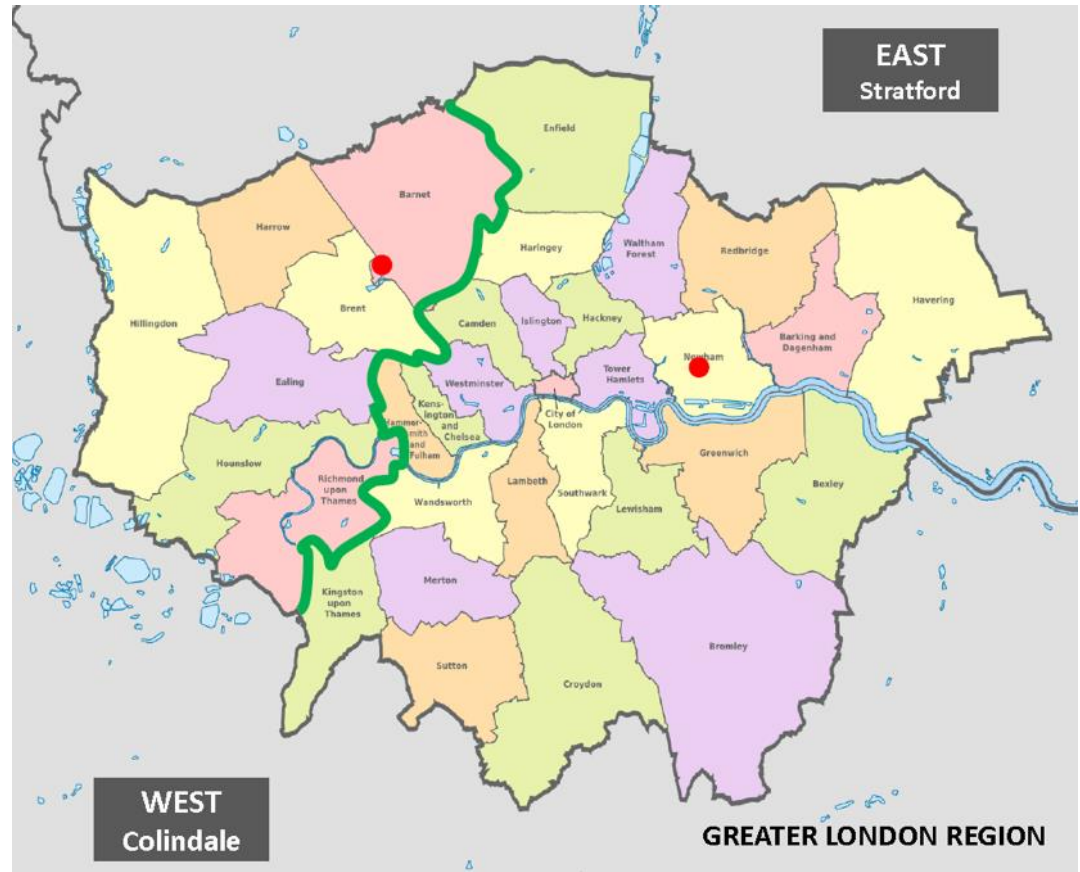 EAST
Stratford
Enfield
Barnet
Harrow
Haringey
Waltham
Forest
Redbridge
Havering
Brent
Hillingdon
Camden
Islington
Hackney
Barking and
Dagenham
Newham
Ealing
Westminster
Tower
Hamlets
Kens-
ington
and
Chelsea
City of
London
Hammer-
smith
and
Fulham
Hounslow
Richmond
upon
Thames
Wandsworth
Lambeth
Southwark
Greenwich
Bexley
Lewisham
Merton
Kingston
upon
Thames
Sutton
Croydon
Bromley
WEST
Colindale
GREATER LONDON REGION